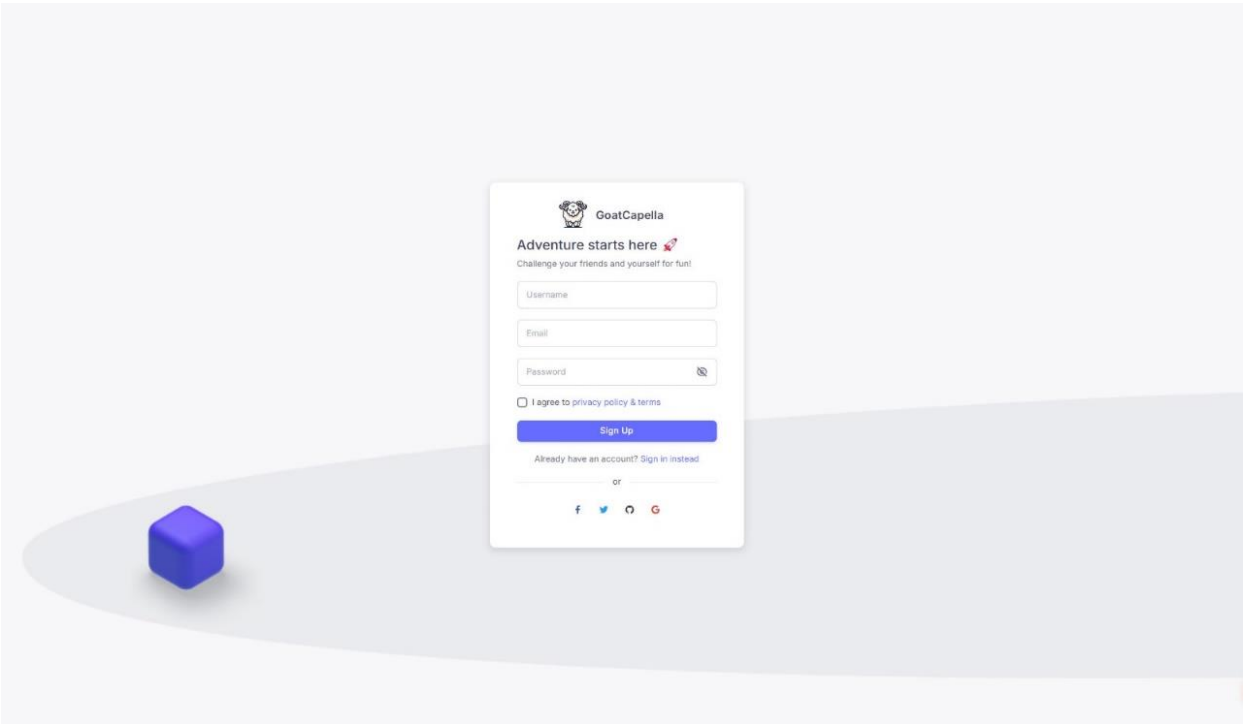 GoatCapella
Adventure starts here 🚀
Challenge your friends and yourself for fun!
Username
Email
Password
I agree to privacy policy & terms
Sign Up
Already have an account? Sign in instead
or